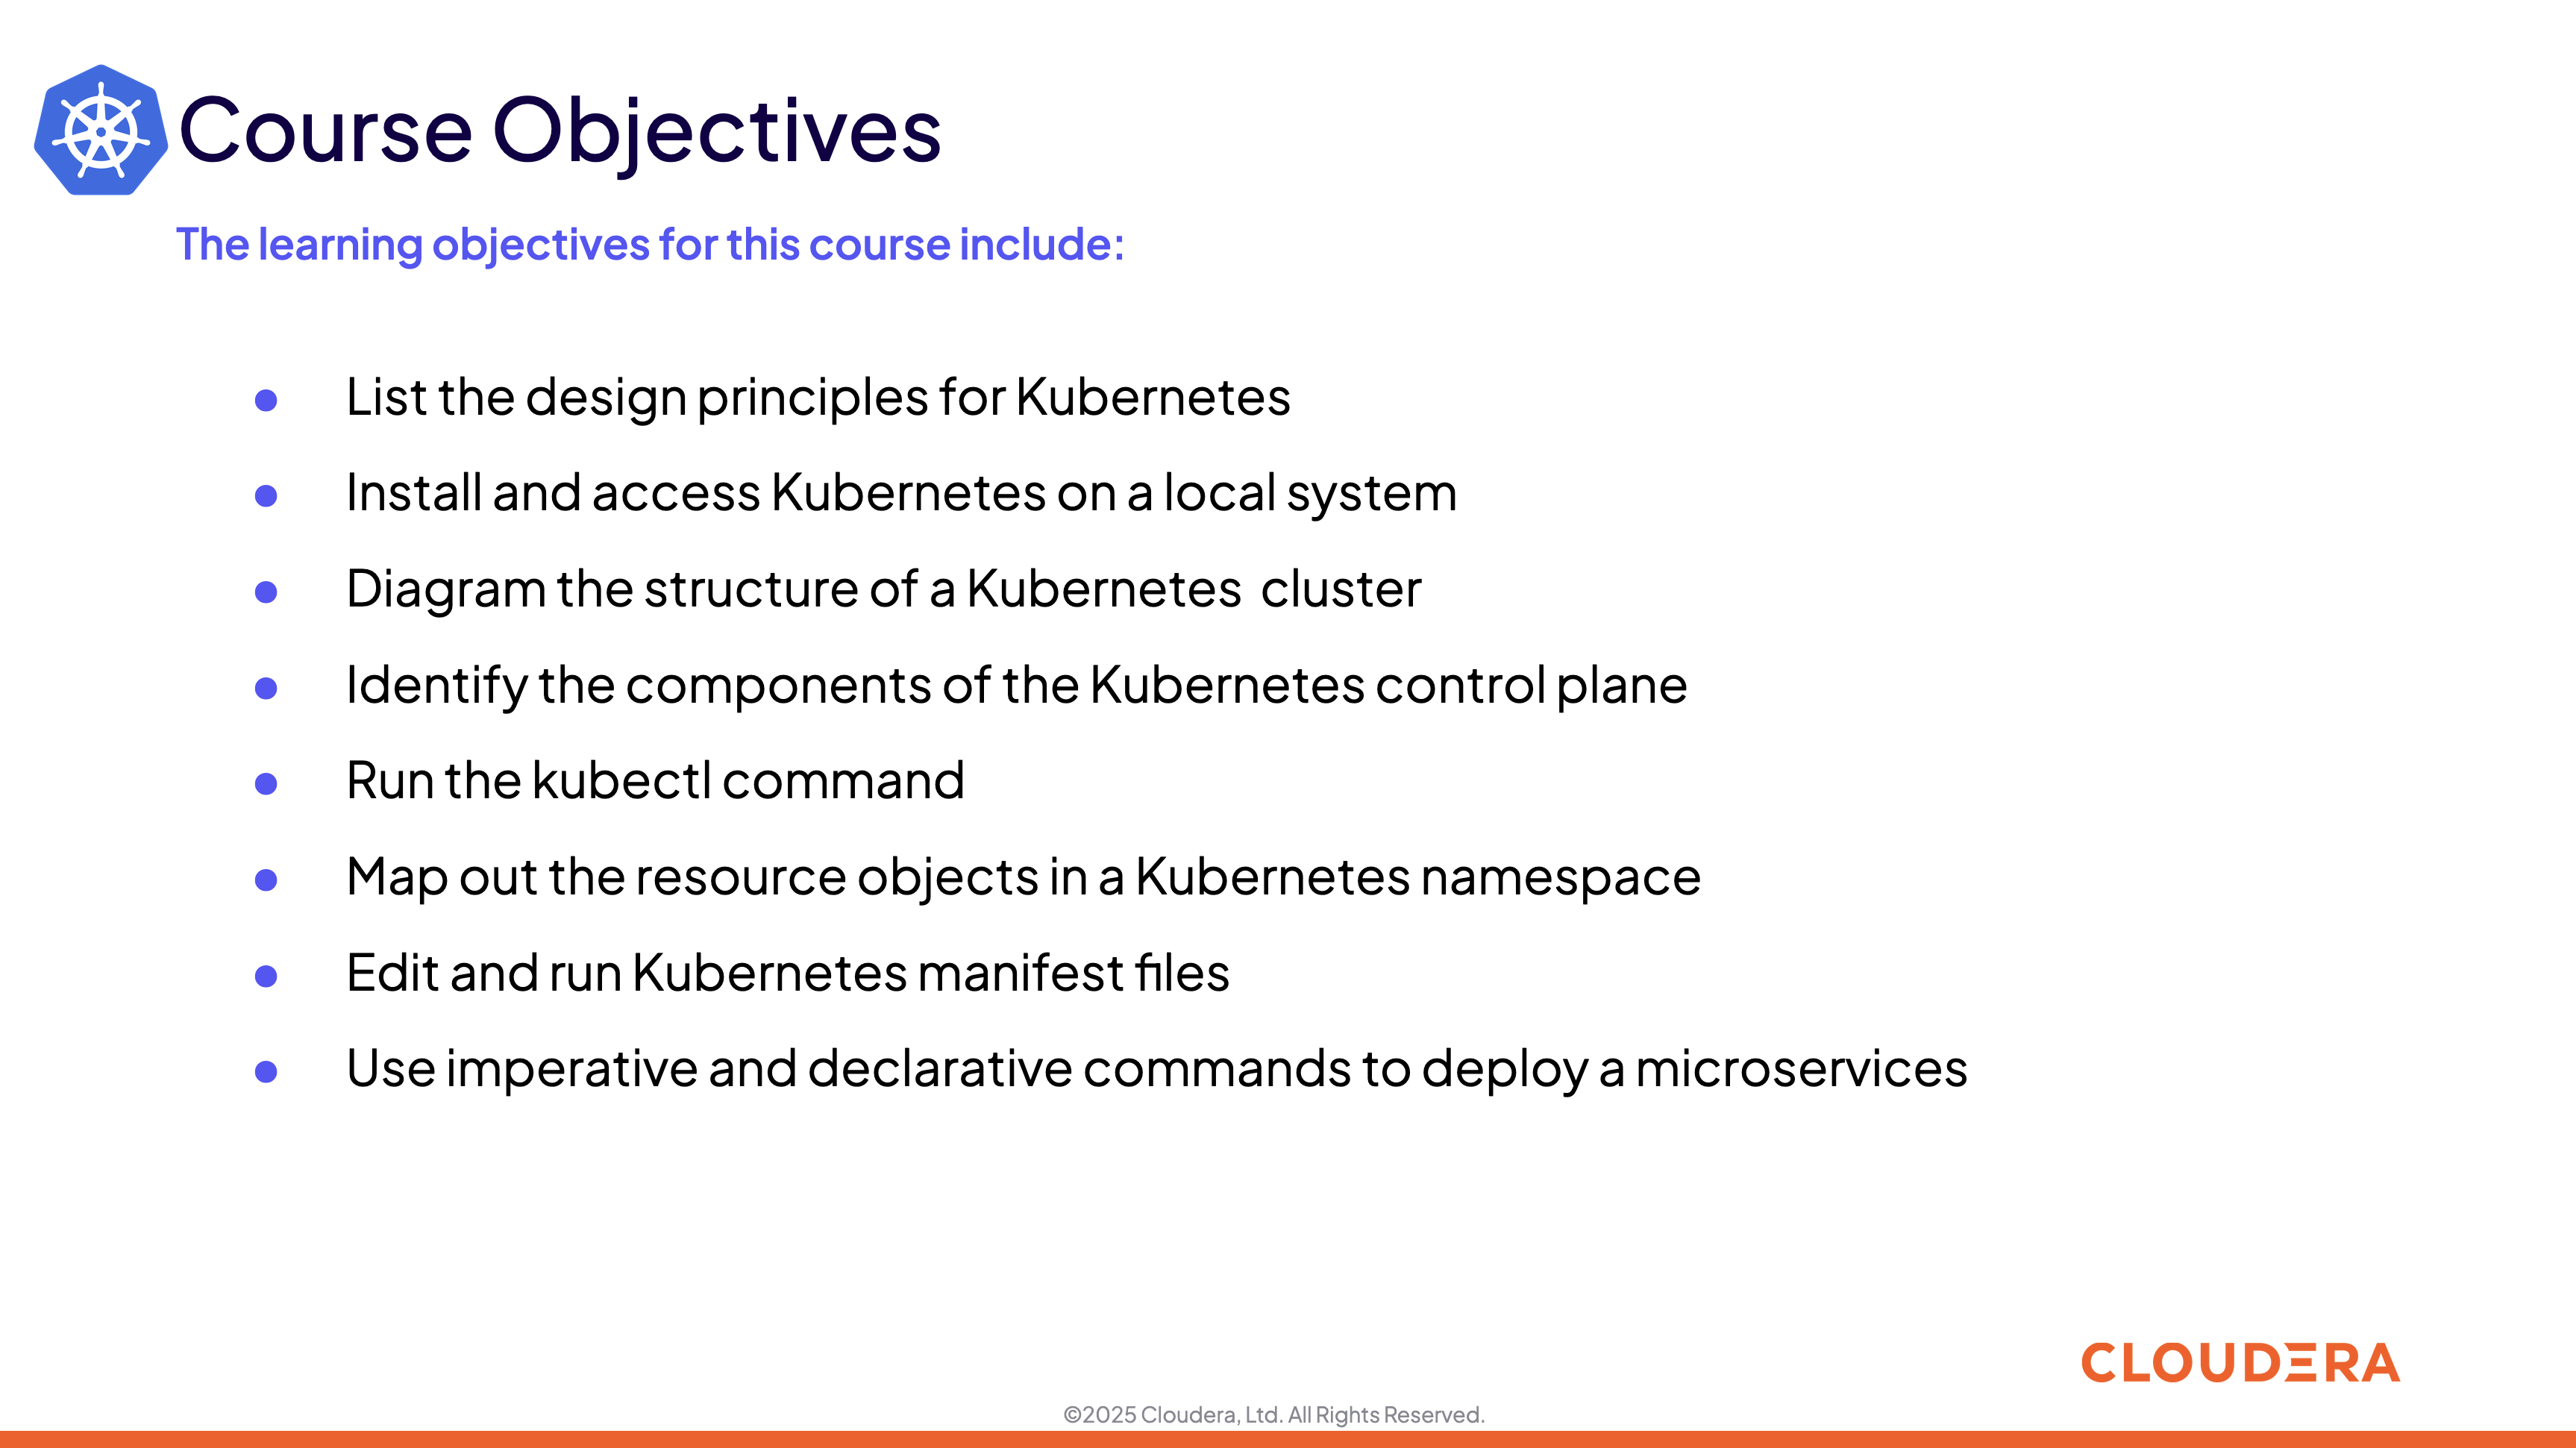 Course Objectives
The learning objectives for this course include:
● List the design principles for Kubernetes
● Install and access Kubernetes on a local system
● Diagram the structure of a Kubernetes  cluster
● Identify the components of the Kubernetes control plane
● Run the kubectl command
● Map out the resource objects in a Kubernetes namespace
● Edit and run Kubernetes manifest files
● Use imperative and declarative commands to deploy a microservices
CLOUDERA
©2025 Cloudera, Ltd. All Rights Reserved.